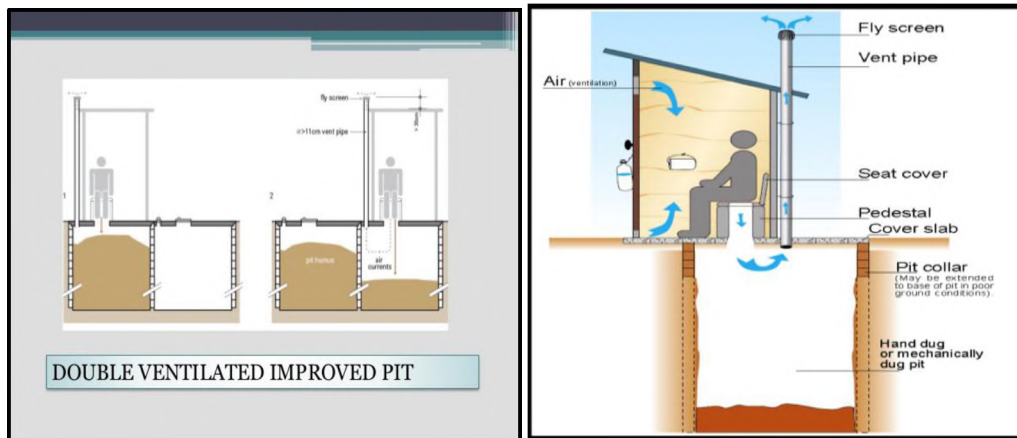 fly screen
> 30cm
ø>11cm vent pipe
1
2
pit humus
air
currents
DOUBLE VENTILATED IMPROVED PIT
Fly screen
Vent pipe
Air (ventilation)
Seat cover
Pedestal
Cover slab
Pit collar
(May be extended
to base of pit in poor
ground conditions).
Hand dug
or mechanically
dug pit